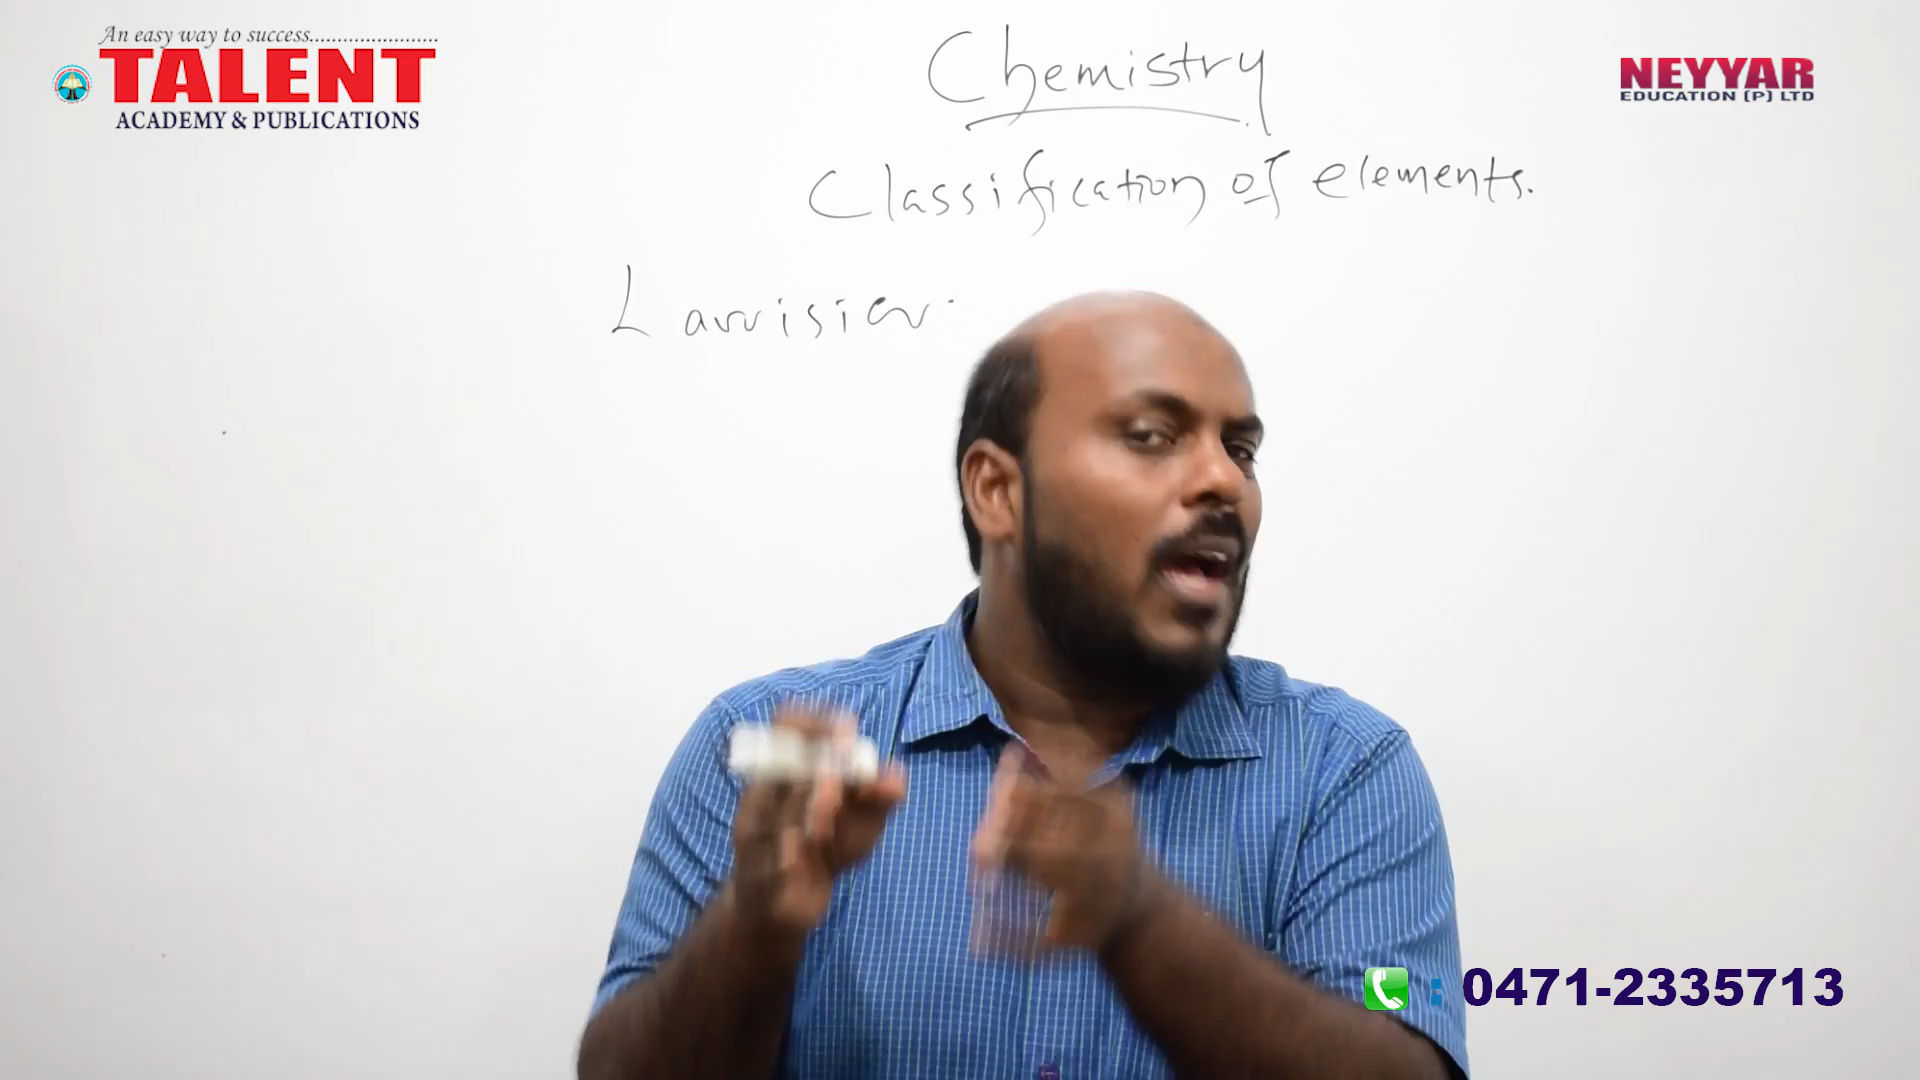 An easy way to success.......................
TALENT
ACADEMY & PUBLICATIONS
NEYYAR
EDUCATION (P) LTD
Chemistry
Classification of elements.
Lavvisier.
: 0471-2335713